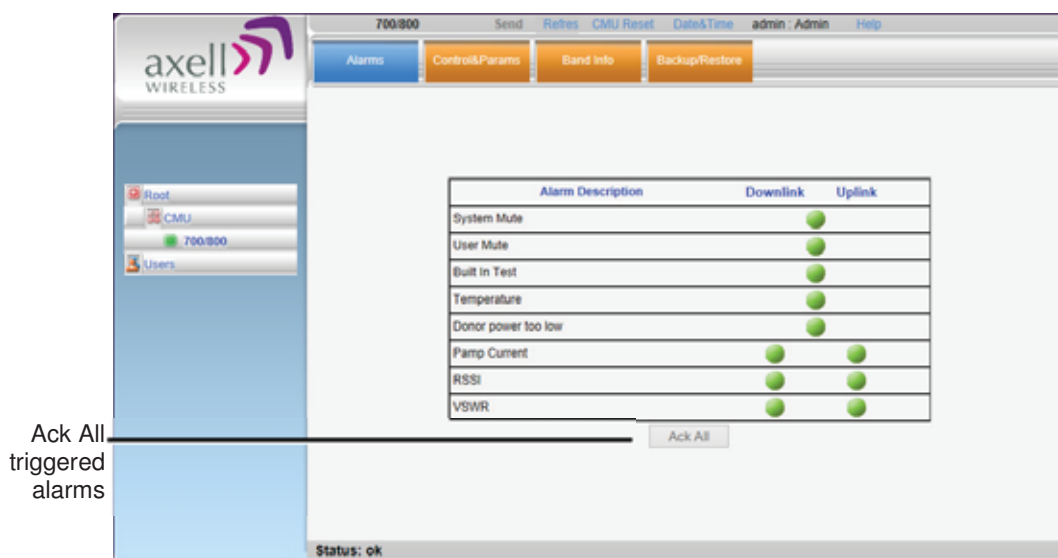 axell
WIRELESS
700/800 Send Refres CMU Reset Date&Time admin : Admin Help
Alarms Control&Params Band Info Backup/Restore
Root
CMU
700/800
Users
Alarm Description Downlink Uplink
System Mute
User Mute
Built In Test
Temperature
Donor power too low
Pamp Current
RSSI
VSWR
Ack All
Ack All
triggered
alarms
Status: ok